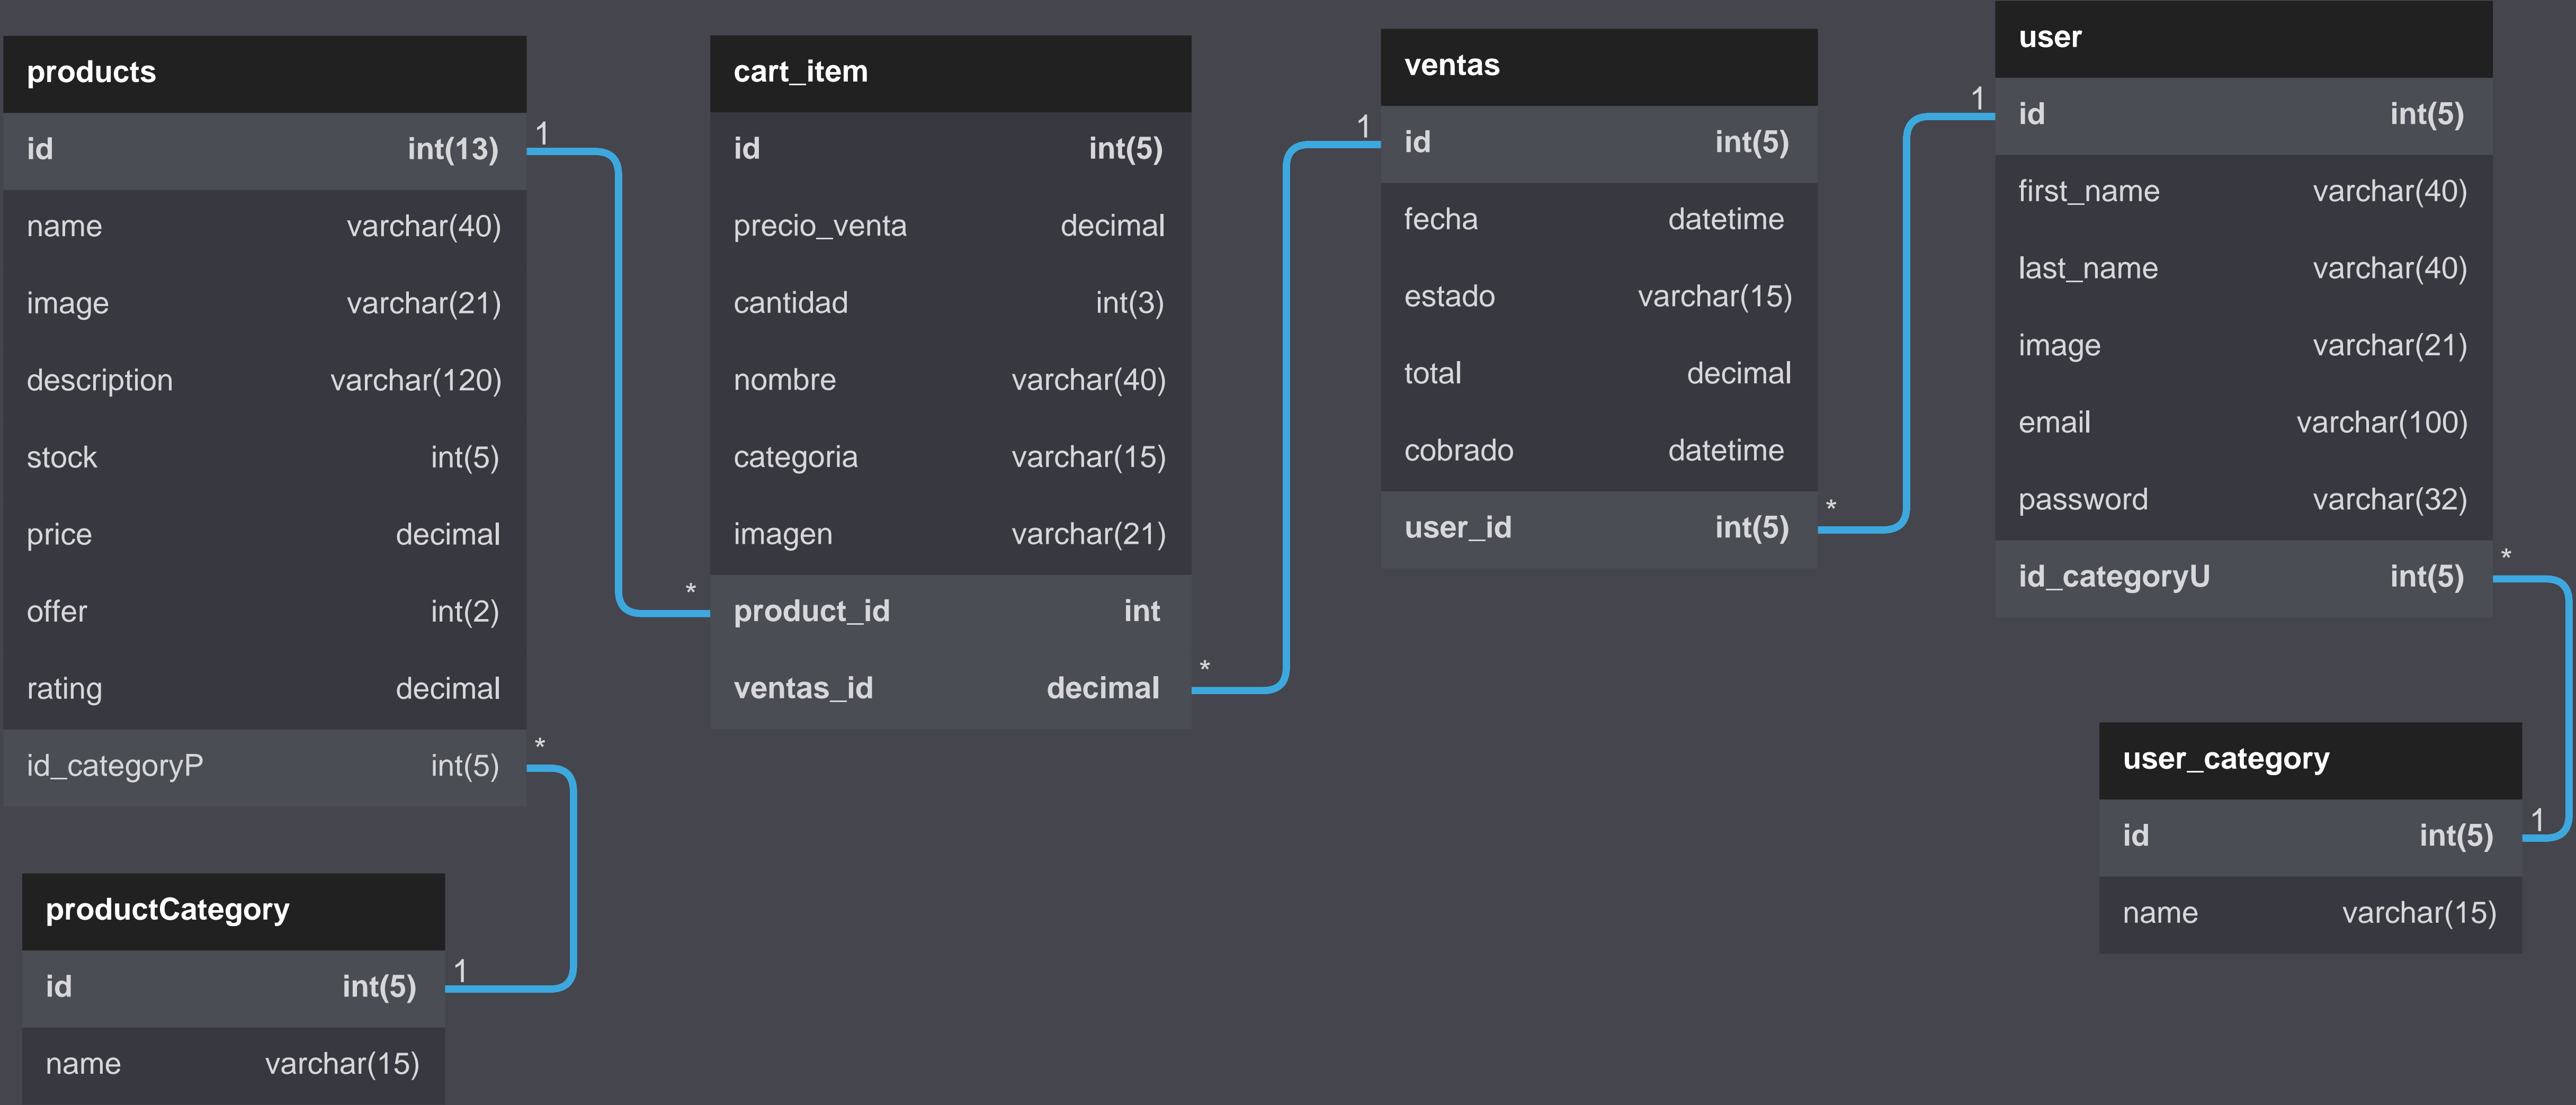 products
id int(13)
name varchar(40)
image varchar(21)
description varchar(120)
stock int(5)
price decimal
offer int(2)
rating decimal
id_categoryP int(5)
1
*
productCategory
id int(5)
name varchar(15)
1
cart_item
id int(5)
precio_venta decimal
cantidad int(3)
nombre varchar(40)
categoria varchar(15)
imagen varchar(21)
product_id int
ventas_id decimal
*
*
ventas
id int(5)
fecha datetime
estado varchar(15)
total decimal
cobrado datetime
user_id int(5)
1
*
user
id int(5)
first_name varchar(40)
last_name varchar(40)
image varchar(21)
email varchar(100)
password varchar(32)
id_categoryU int(5)
1
*
user_category
id int(5)
name varchar(15)
1